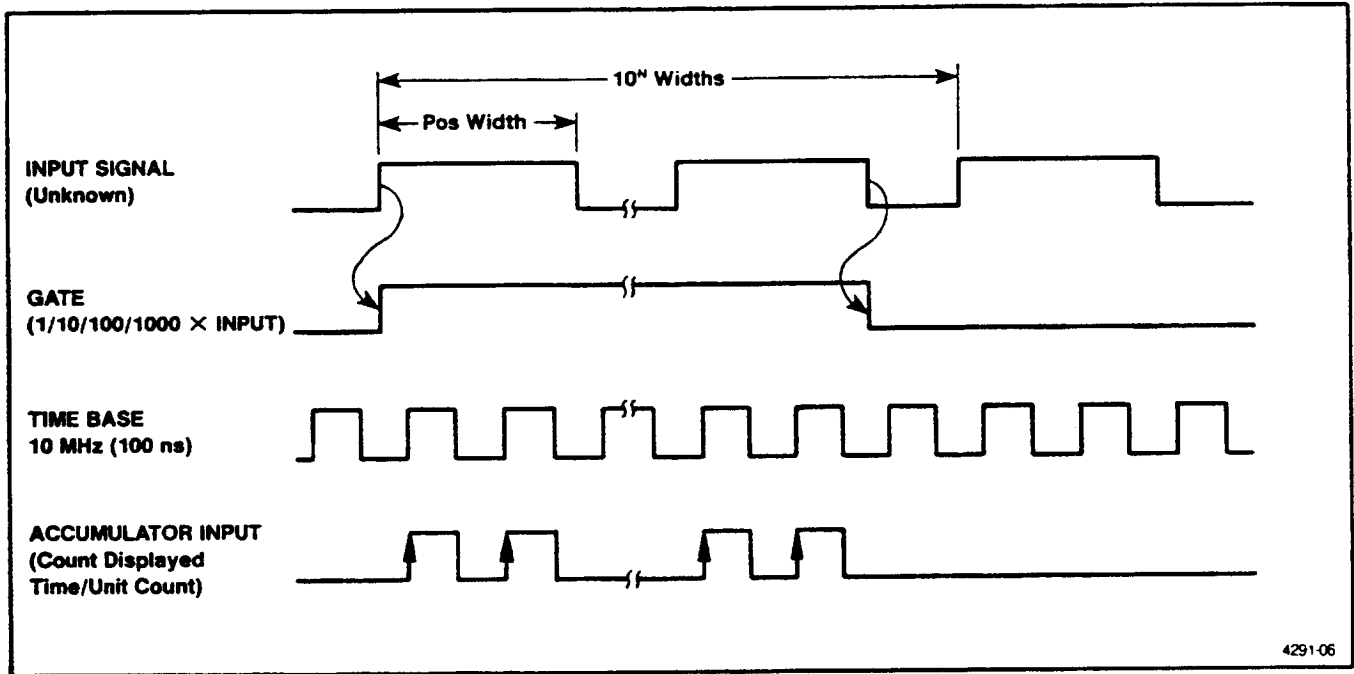 10ᴺ Widths
Pos Width
INPUT SIGNAL
(Unknown)
GATE
(1/10/100/1000 × INPUT)
TIME BASE
10 MHz (100 ns)
ACCUMULATOR INPUT
(Count Displayed
Time/Unit Count)
4291-06